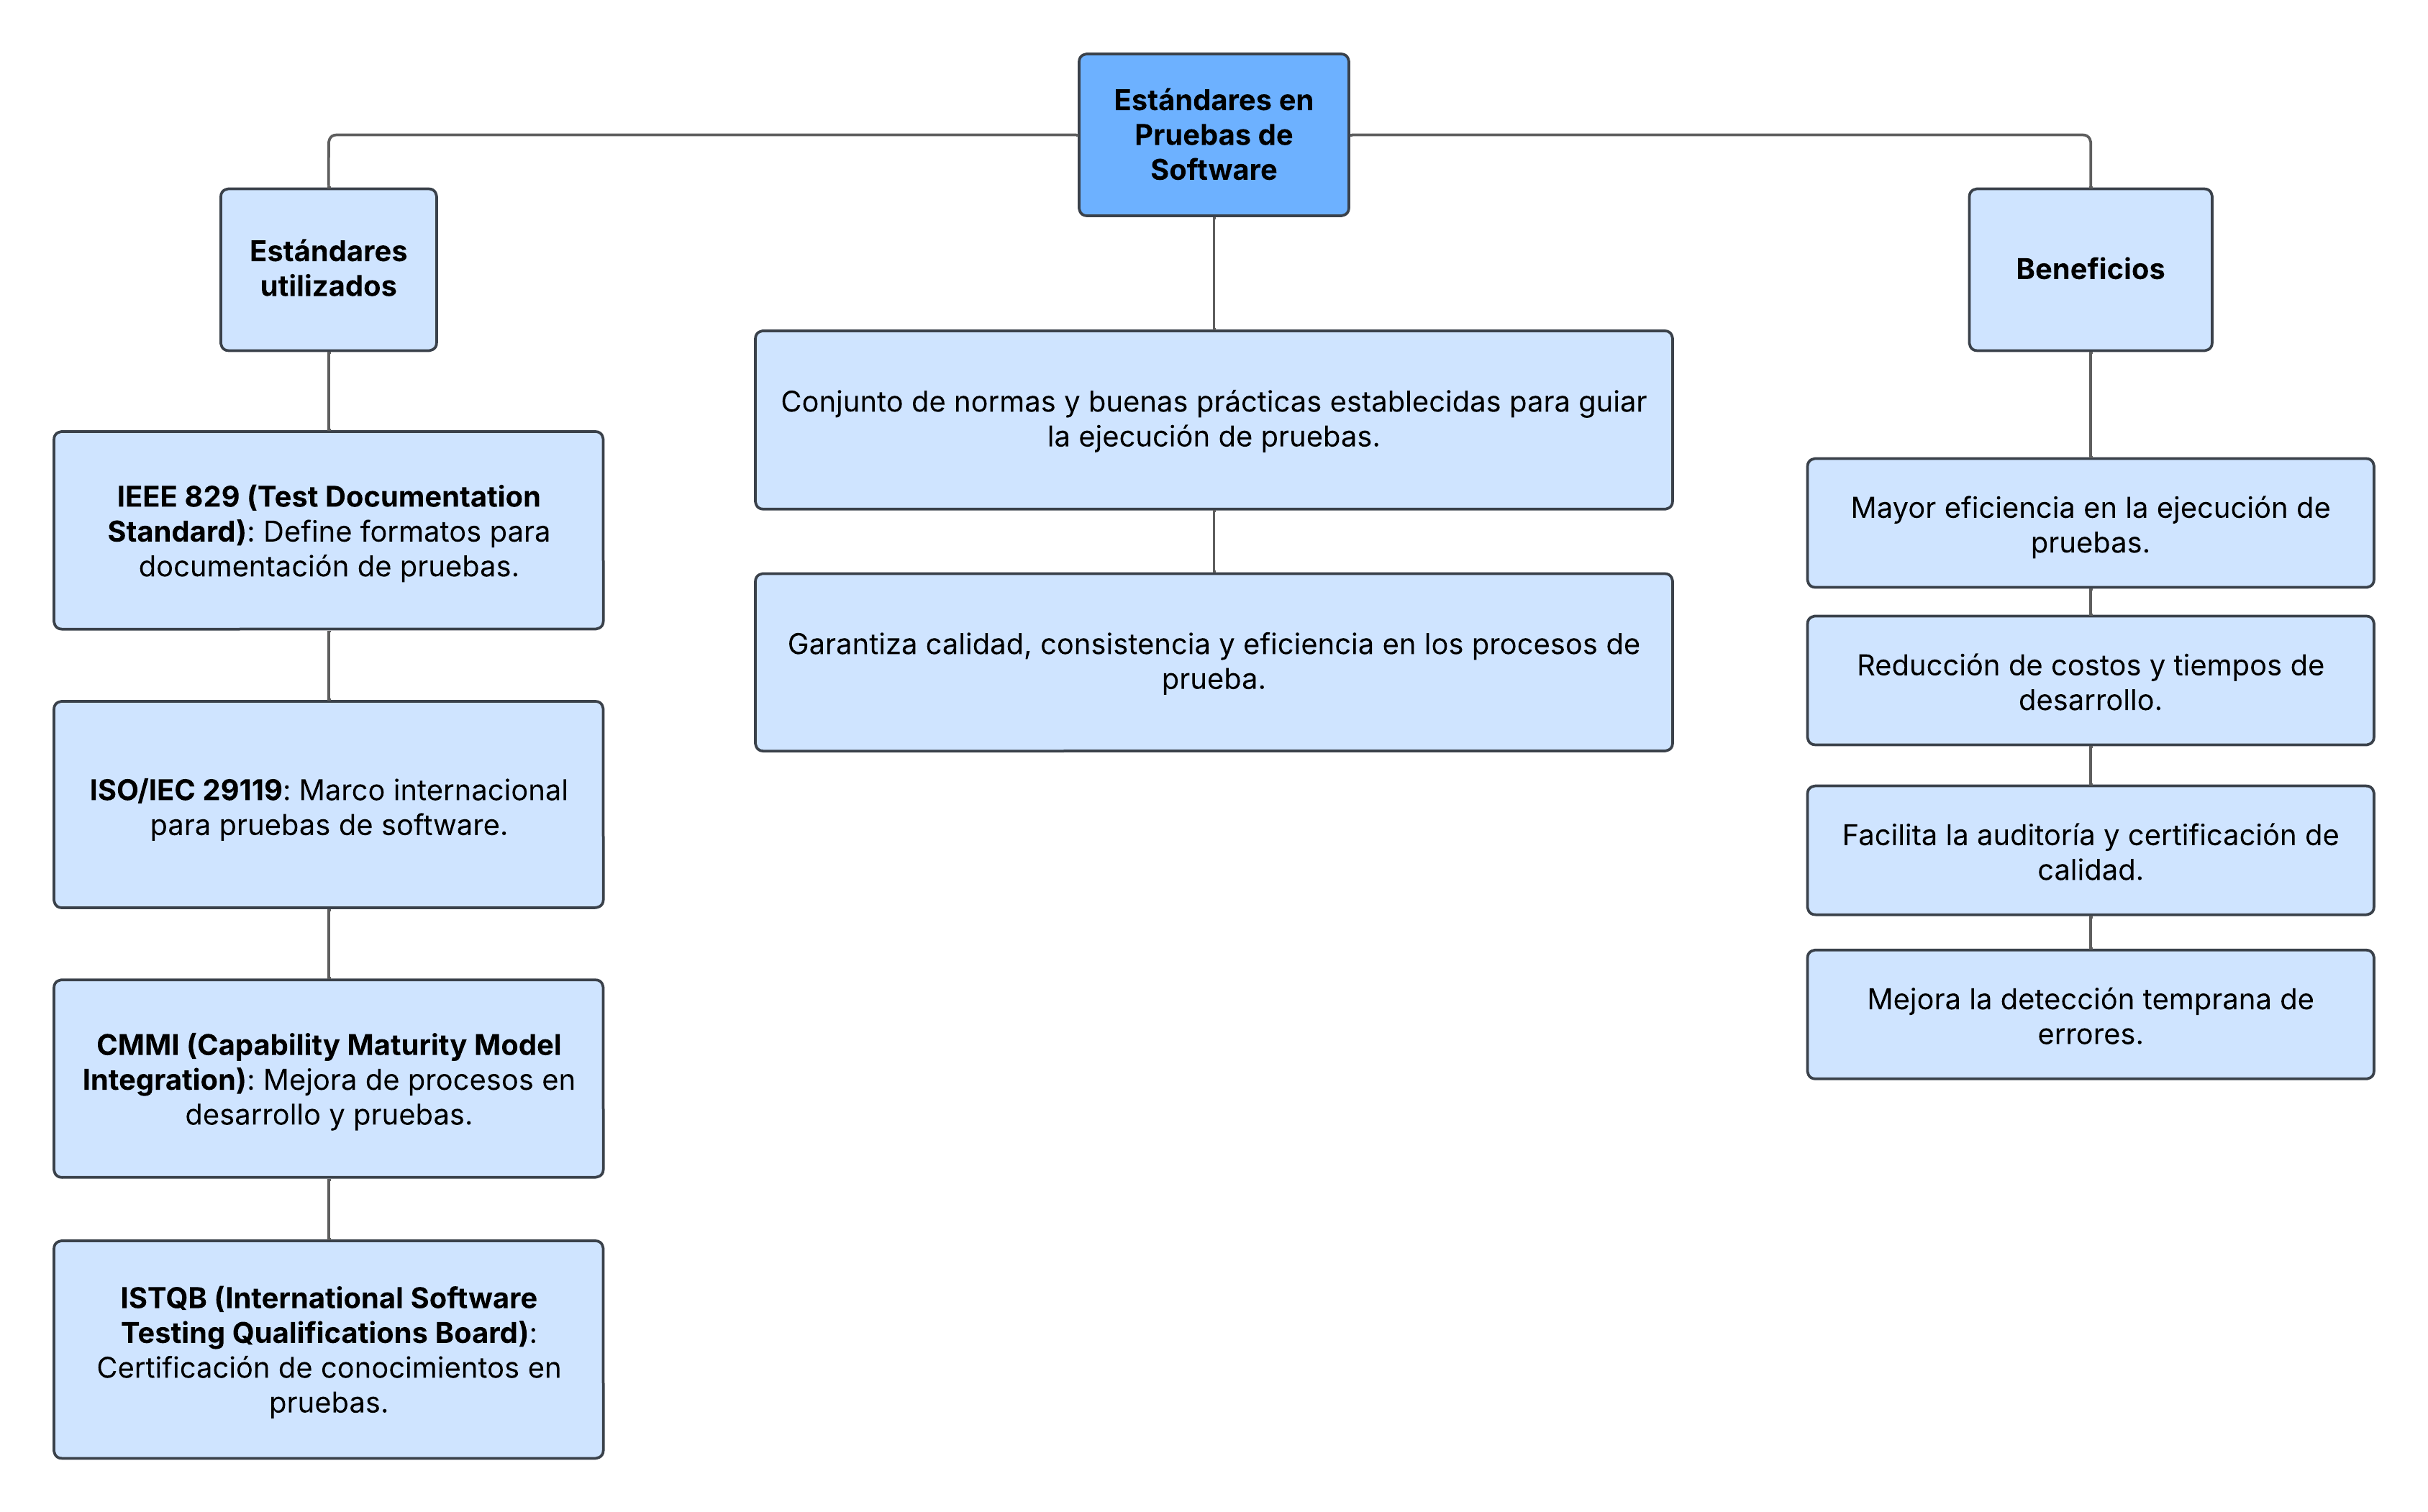 Estándares en
Pruebas de
Software
Estándares
utilizados
IEEE 829 (Test Documentation
Standard): Define formatos para
documentación de pruebas.
ISO/IEC 29119: Marco internacional
para pruebas de software.
CMMI (Capability Maturity Model
Integration): Mejora de procesos en
desarrollo y pruebas.
ISTQB (International Software
Testing Qualifications Board):
Certificación de conocimientos en
pruebas.
Conjunto de normas y buenas prácticas establecidas para guiar
la ejecución de pruebas.
Garantiza calidad, consistencia y eficiencia en los procesos de
prueba.
Beneficios
Mayor eficiencia en la ejecución de
pruebas.
Reducción de costos y tiempos de
desarrollo.
Facilita la auditoría y certificación de
calidad.
Mejora la detección temprana de
errores.